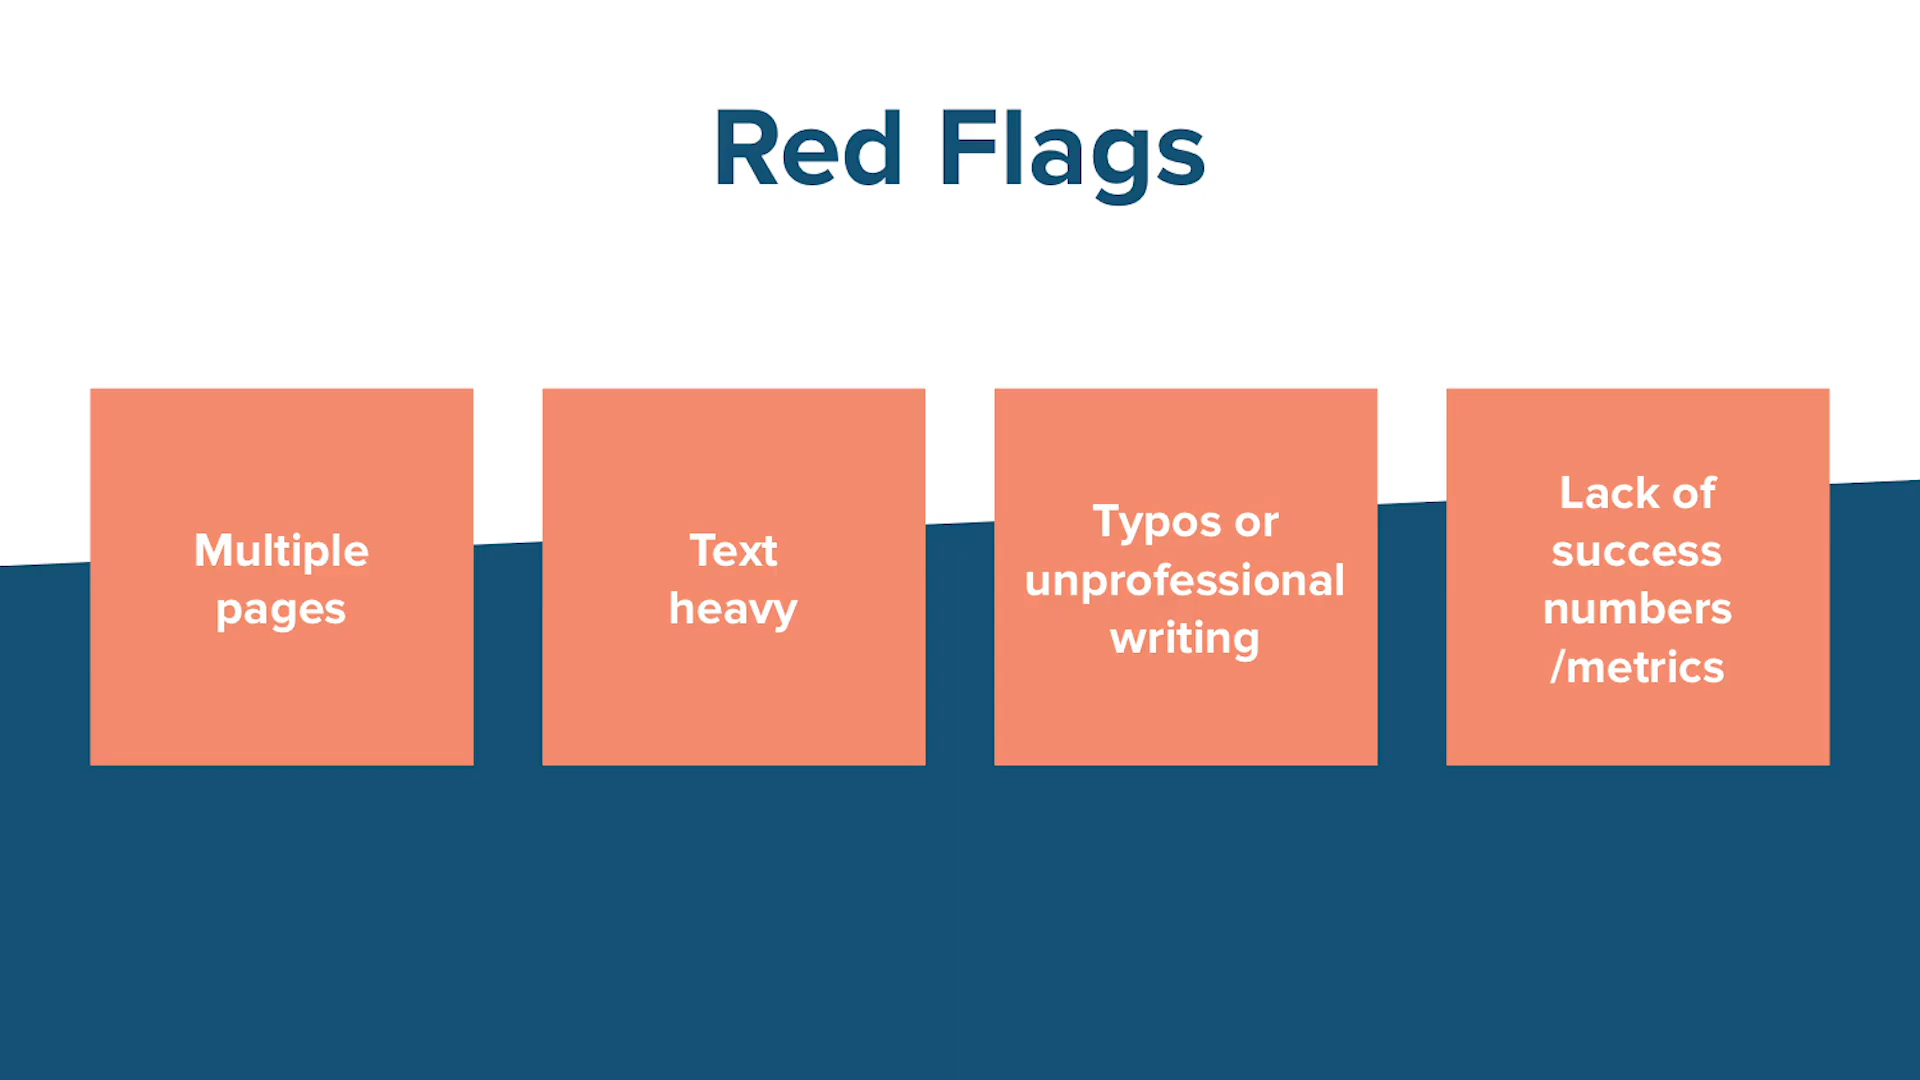 Red Flags
Multiple
pages
Text
heavy
Typos or
unprofessional
writing
Lack of
success
numbers
/metrics